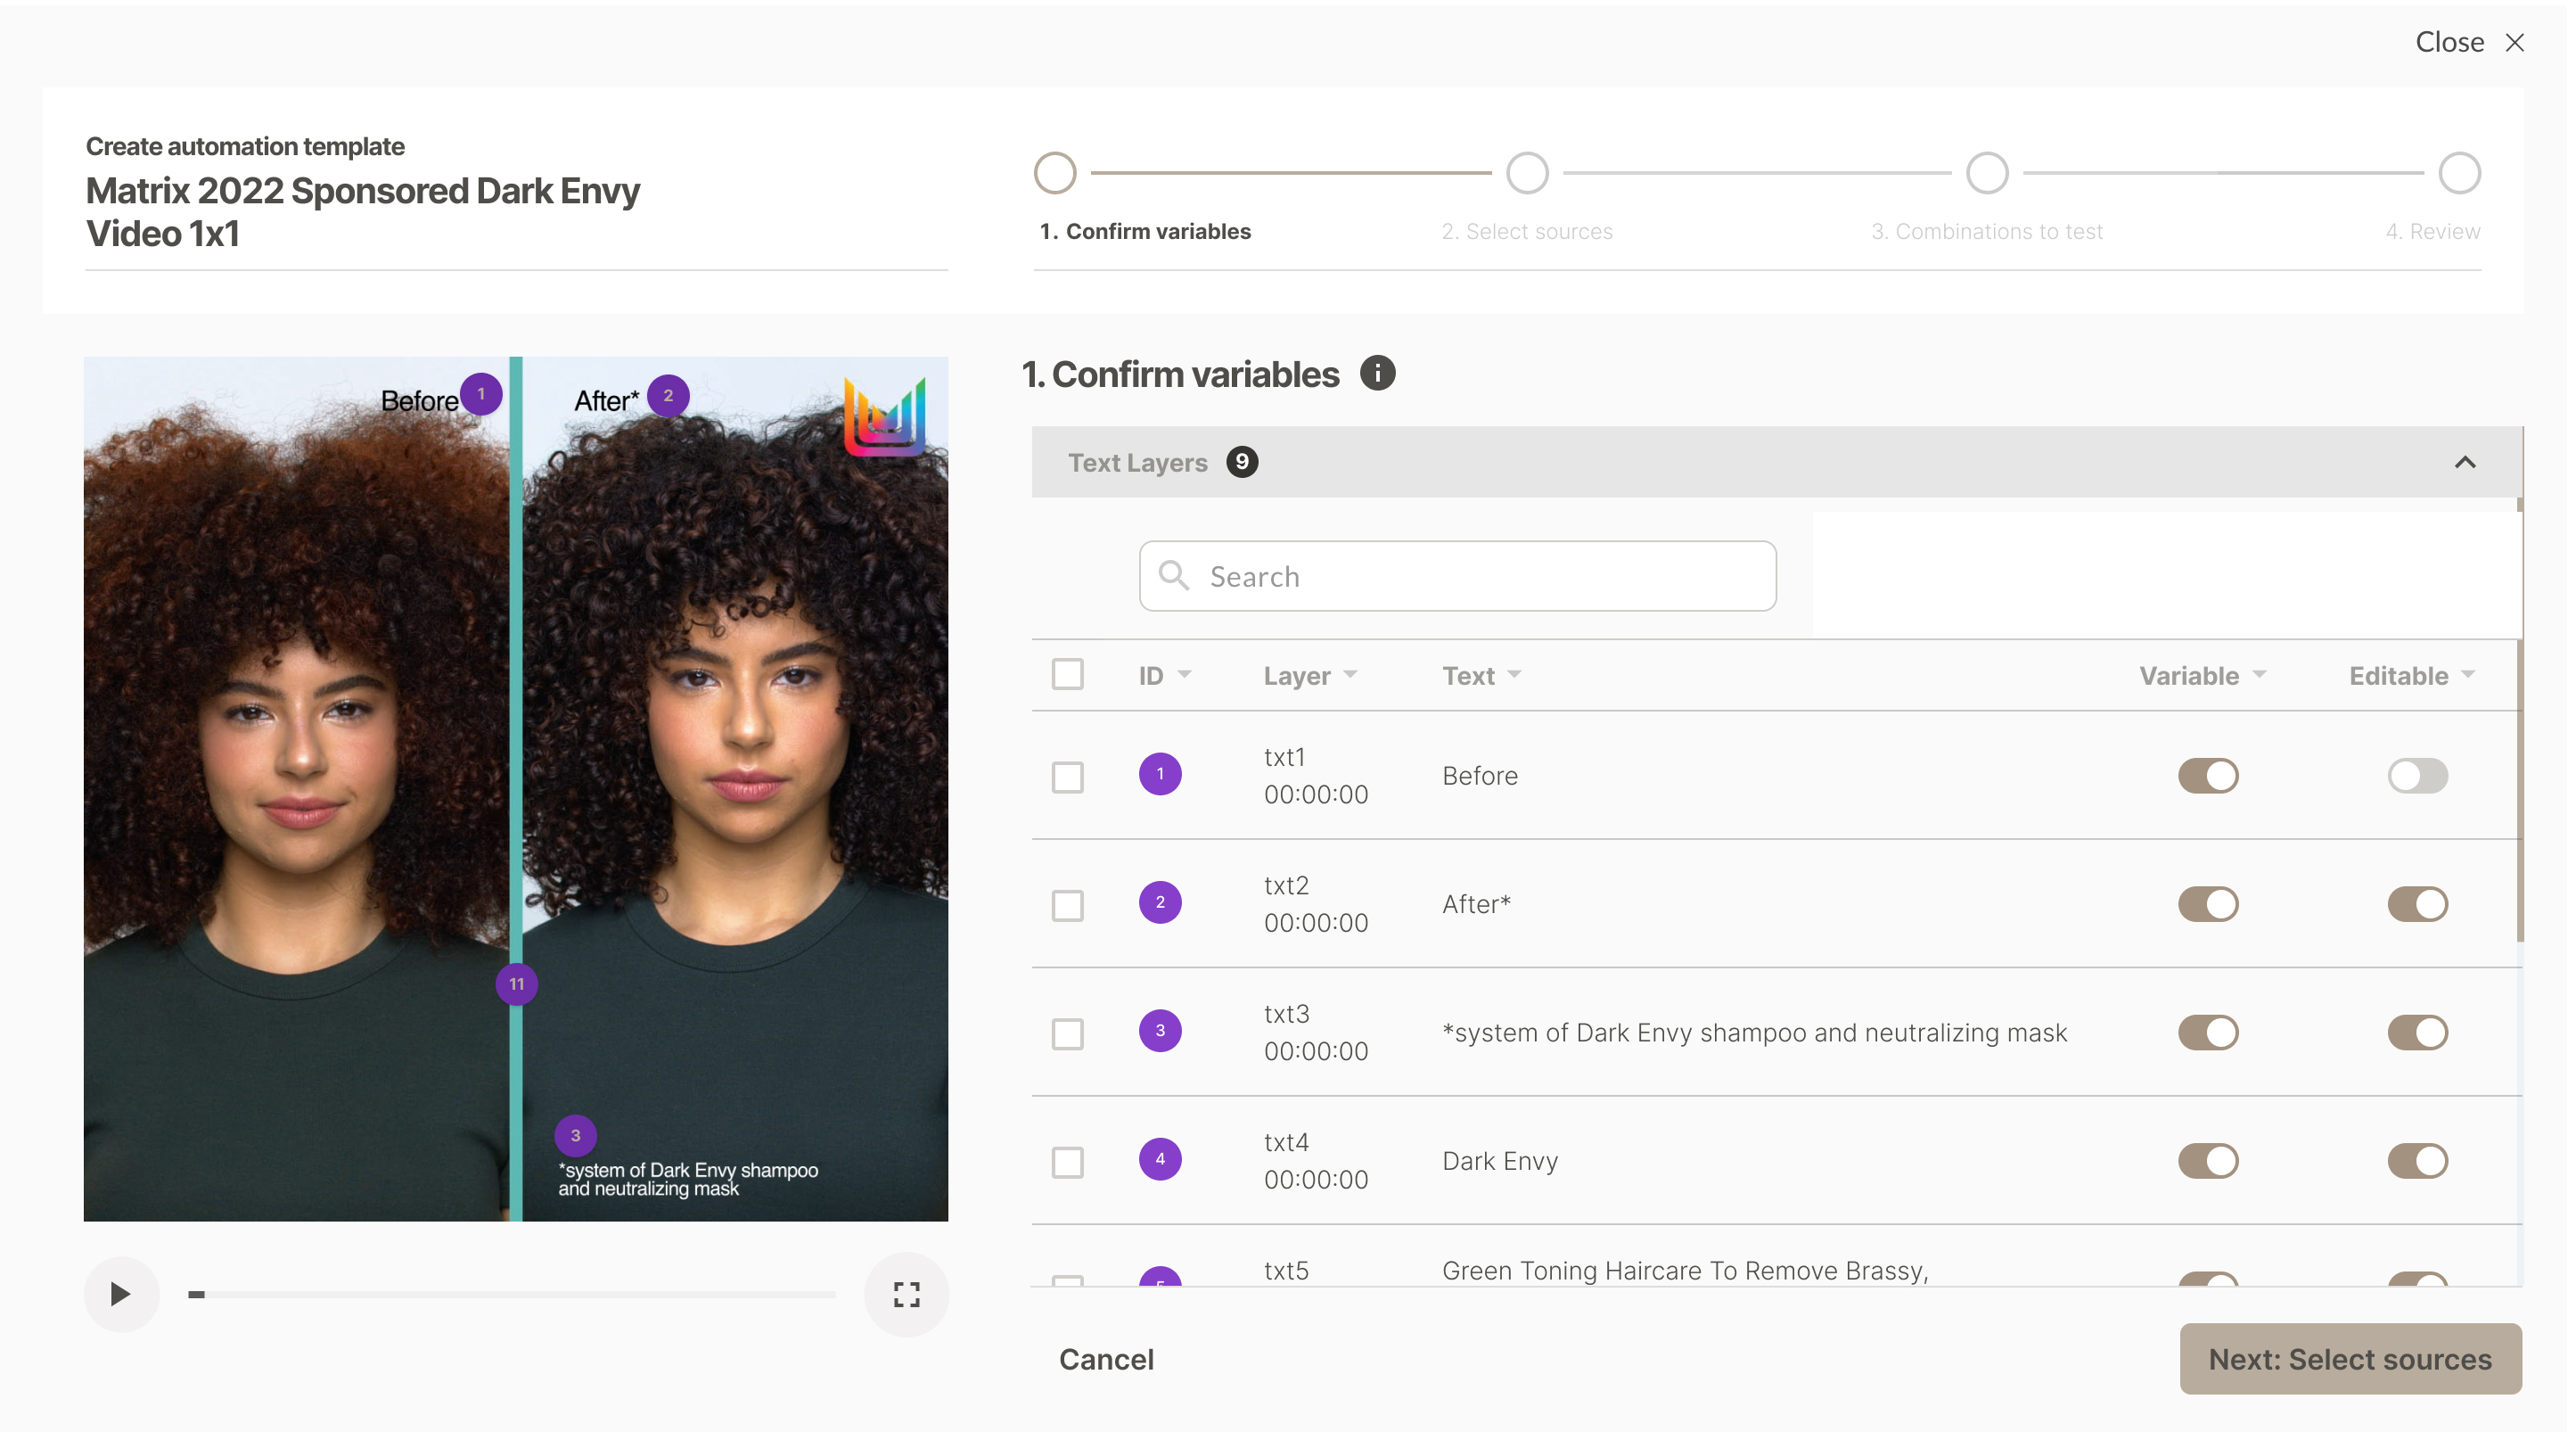 Close
Create automation template
Matrix 2022 Sponsored Dark Envy
Video 1x1
1. Confirm variables
2. Select sources
3. Combinations to test
4. Review
Before 1
After* 2
11
3
*system of Dark Envy shampoo
and neutralizing mask
1. Confirm variables
Text Layers 9
Search
ID Layer Text Variable Editable
1 txt1 Before
00:00:00
2 txt2 After*
00:00:00
3 txt3 *system of Dark Envy shampoo and neutralizing mask
00:00:00
4 txt4 Dark Envy
00:00:00
txt5 Green Toning Haircare To Remove Brassy,
Cancel
Next: Select sources